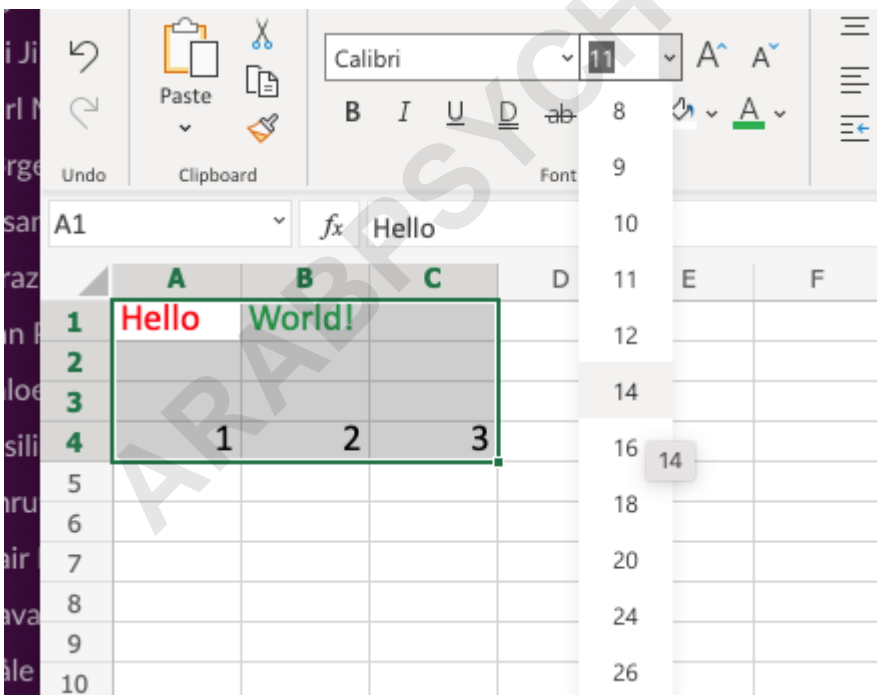 Paste
Undo
Clipboard
Calibri
11
A^ A˅
B I U D ab A
Font
A1
fx
Hello
A B C D E F
1 Hello World!
2
3
4 1 2 3
5
6
7
8
9
10
8
9
10
11
12
14
16
18
20
24
26
14
ARABPSYCH